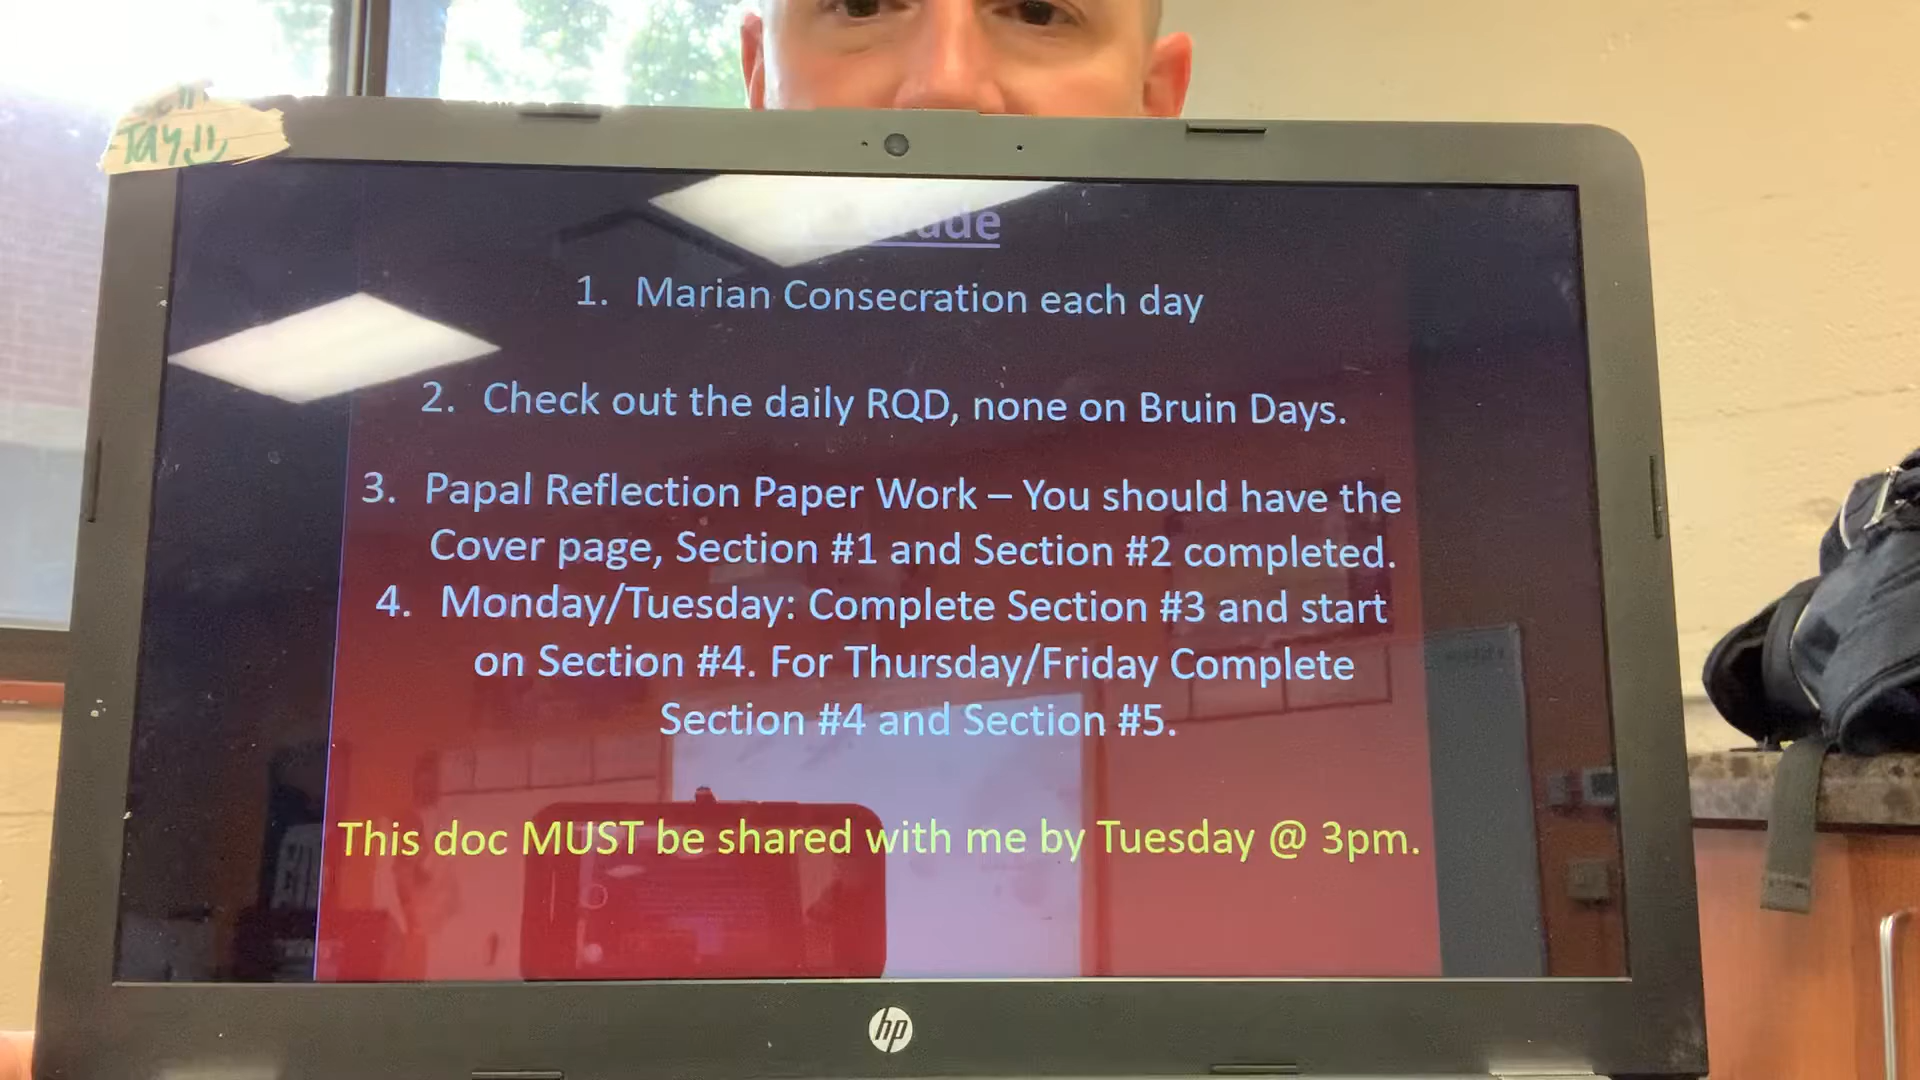 Tay!!
1. Marian Consecration each day
2. Check out the daily RQD, none on Bruin Days.
3. Papal Reflection Paper Work – You should have the
Cover page, Section #1 and Section #2 completed.
4. Monday/Tuesday: Complete Section #3 and start
on Section #4. For Thursday/Friday Complete
Section #4 and Section #5.
This doc MUST be shared with me by Tuesday @ 3pm.
hp